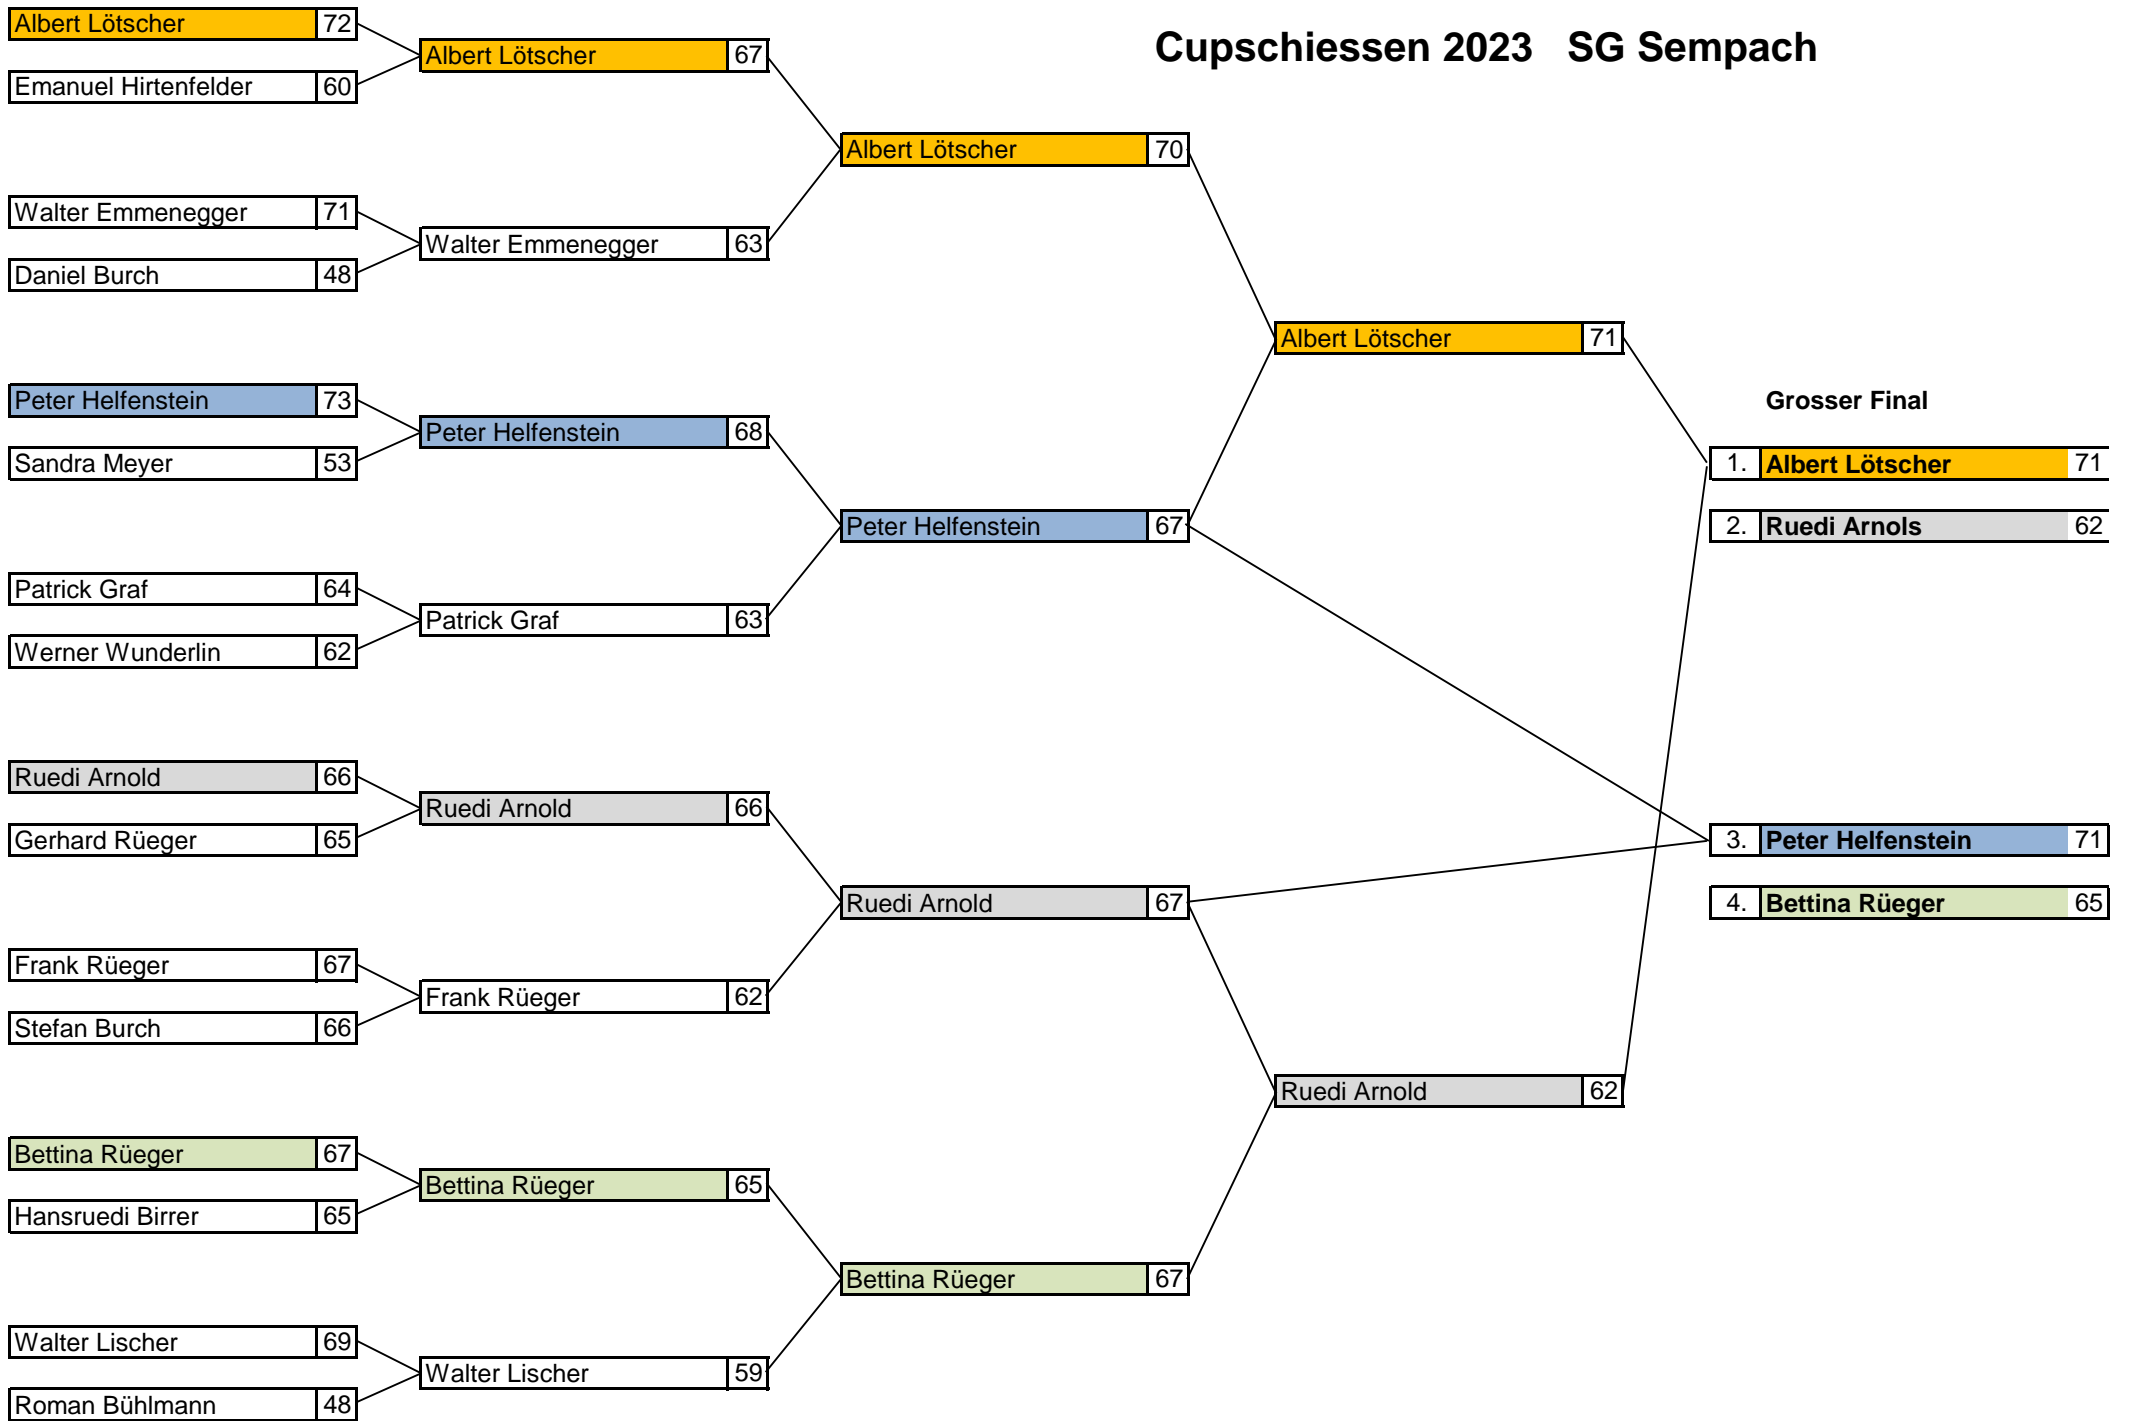 Cupschiessen 2023 SG Sempach
Albert Lötscher 72
Emanuel Hirtenfelder 60
Walter Emmenegger 71
Daniel Burch 48
Peter Helfenstein 73
Sandra Meyer 53
Patrick Graf 64
Werner Wunderlin 62
Ruedi Arnold 66
Gerhard Rüeger 65
Frank Rüeger 67
Stefan Burch 66
Bettina Rüeger 67
Hansruedi Birrer 65
Walter Lischer 69
Roman Bühlmann 48
Albert Lötscher 67
Walter Emmenegger 63
Peter Helfenstein 68
Patrick Graf 63
Ruedi Arnold 66
Frank Rüeger 62
Bettina Rüeger 65
Walter Lischer 59
Albert Lötscher 70
Peter Helfenstein 67
Ruedi Arnold 67
Bettina Rüeger 67
Albert Lötscher 71
Ruedi Arnold 62
Grosser Final
1. Albert Lötscher 71
2. Ruedi Arnols 62
3. Peter Helfenstein 71
4. Bettina Rüeger 65